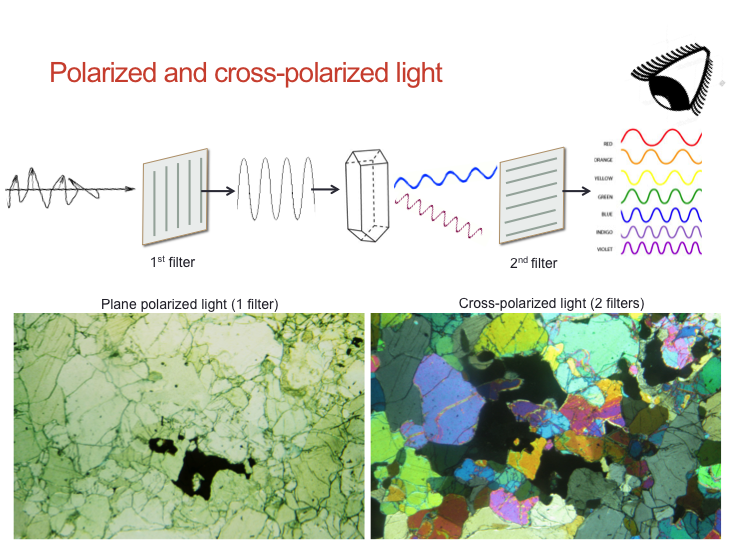 Polarized and cross-polarized light
RED
ORANGE
YELLOW
GREEN
BLUE
INDIGO
VIOLET
1st filter
2nd filter
Plane polarized light (1 filter)
Cross-polarized light (2 filters)